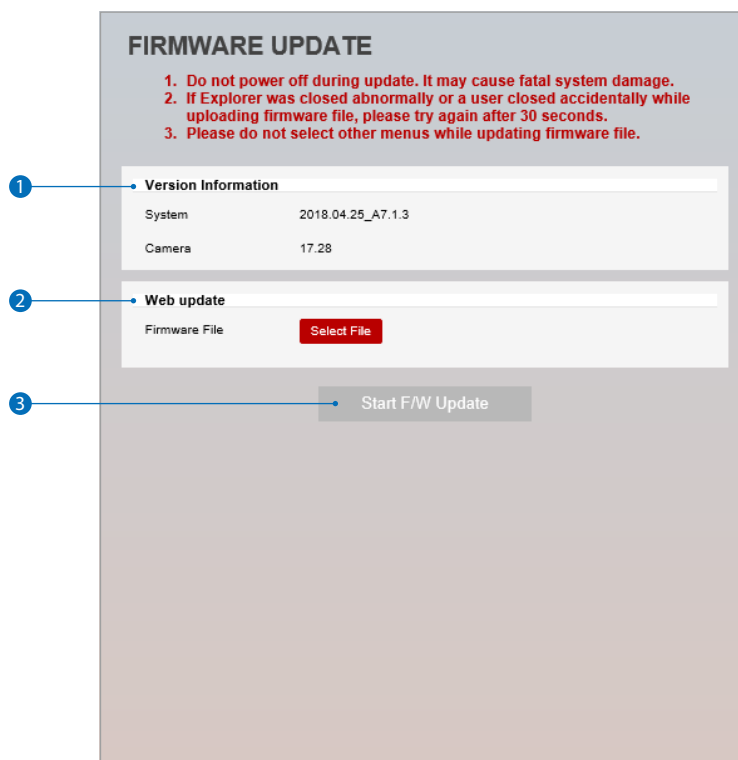 FIRMWARE UPDATE
1. Do not power off during update. It may cause fatal system damage.
2. If Explorer was closed abnormally or a user closed accidentally while
uploading firmware file, please try again after 30 seconds.
3. Please do not select other menus while updating firmware file.
1
Version Information
System 2018.04.25_A7.1.3
Camera 17.28
2
Web update
Firmware File Select File
3
Start F/W Update